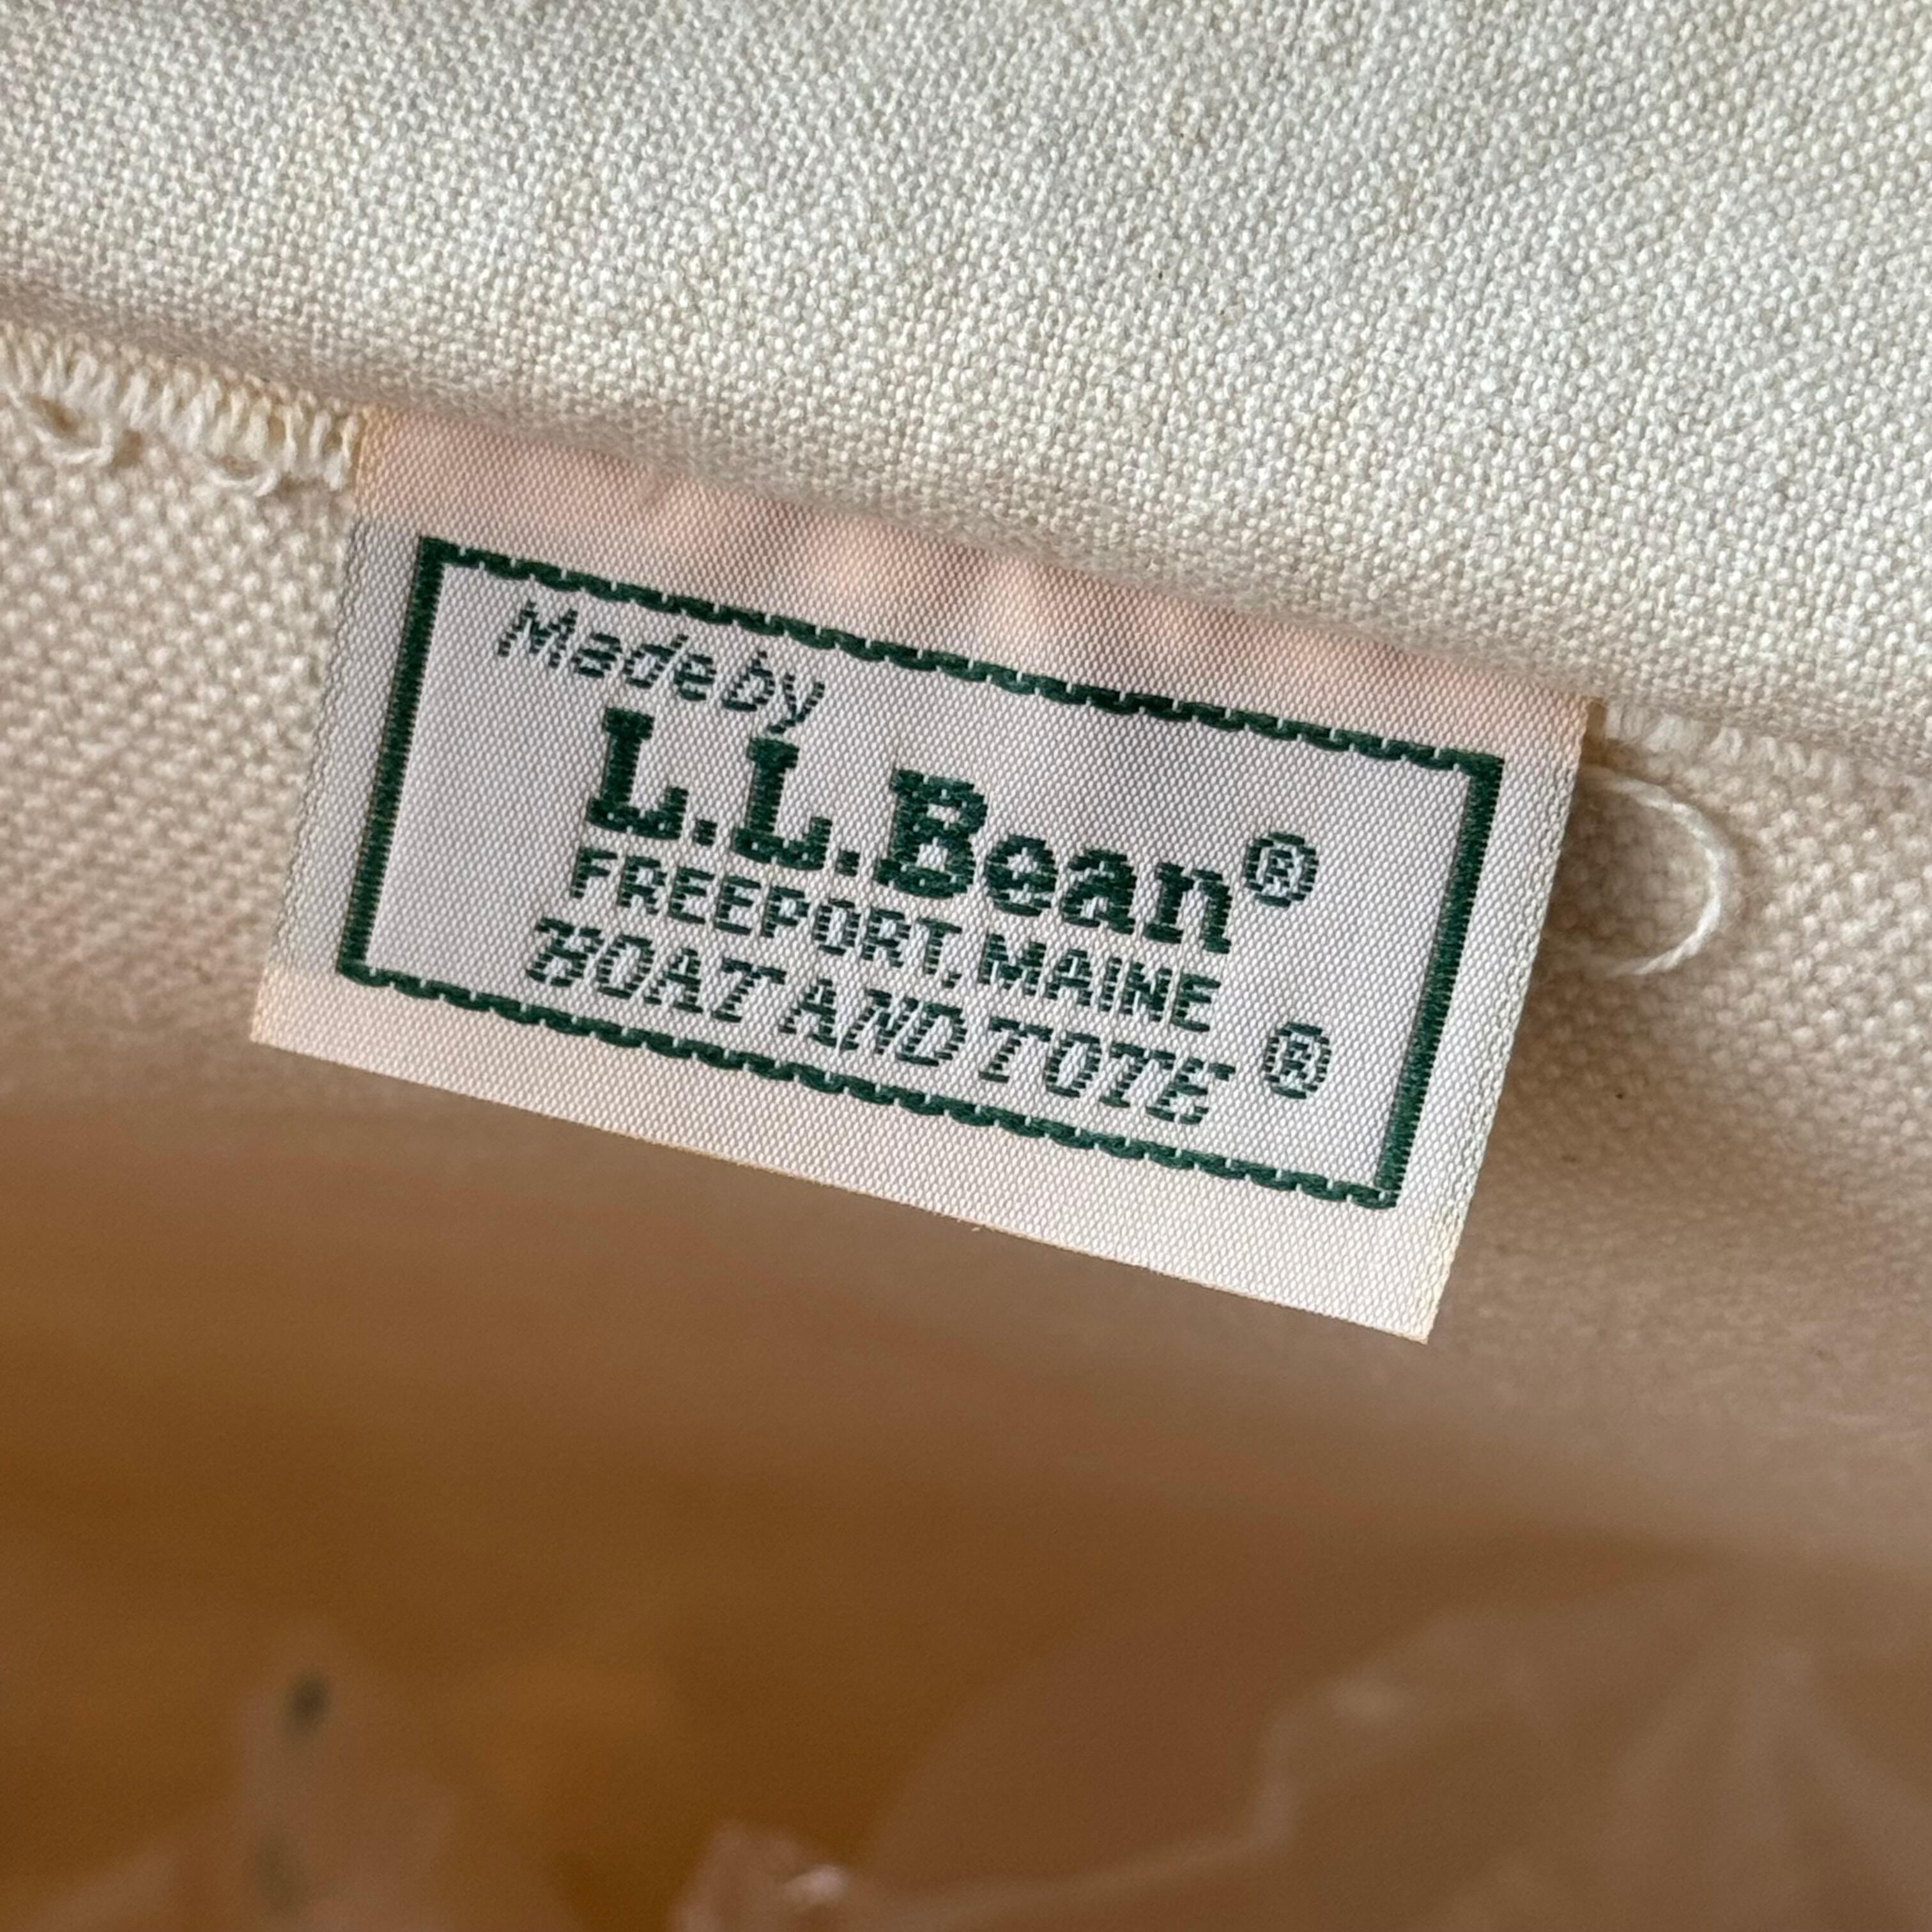 Made by
L.L.Bean®
FREEPORT, MAINE
BOAT AND TOTE ®